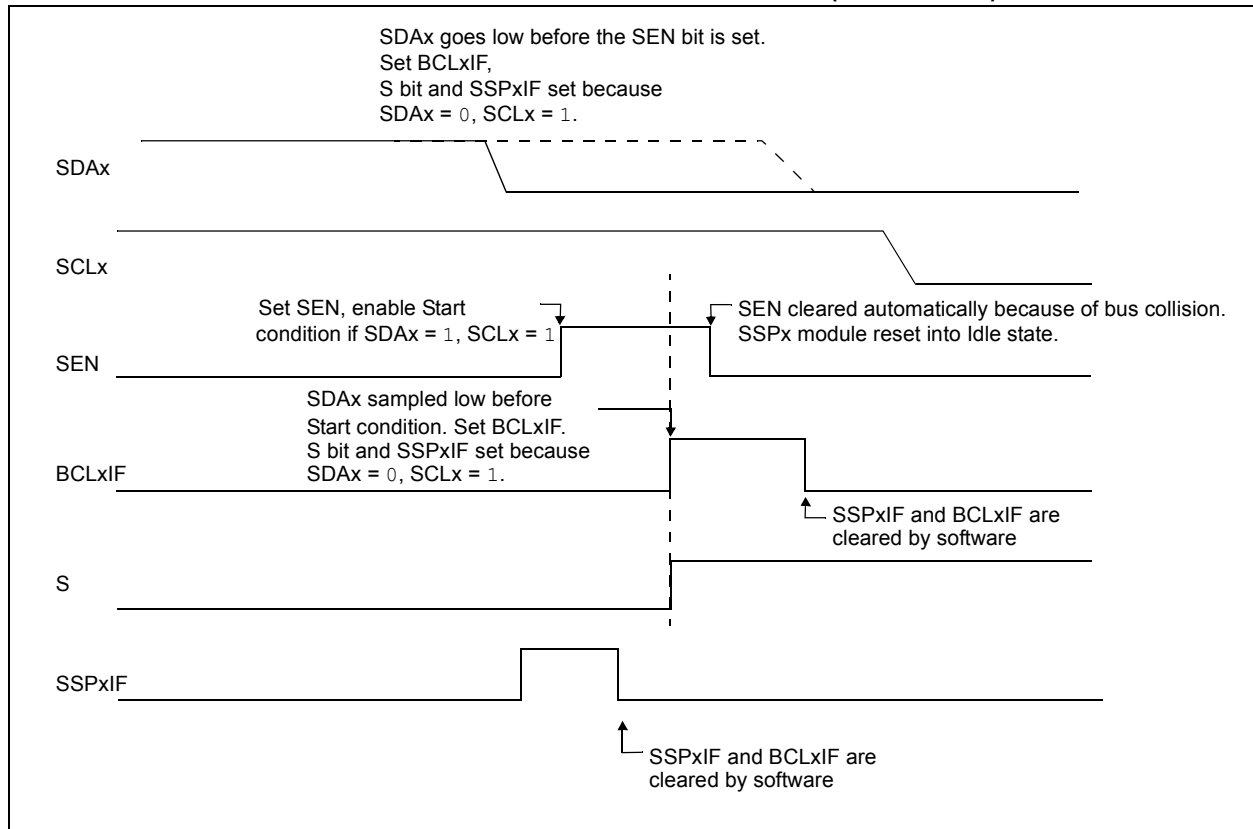 SDAx goes low before the SEN bit is set.
Set BCLxIF,
S bit and SSPxIF set because
SDAx = 0, SCLx = 1.
SDAx
SCLx
Set SEN, enable Start
condition if SDAx = 1, SCLx = 1
SEN cleared automatically because of bus collision.
SSPx module reset into Idle state.
SEN
SDAx sampled low before
Start condition. Set BCLxIF.
S bit and SSPxIF set because
SDAx = 0, SCLx = 1.
BCLxIF
SSPxIF and BCLxIF are
cleared by software
S
SSPxIF
SSPxIF and BCLxIF are
cleared by software